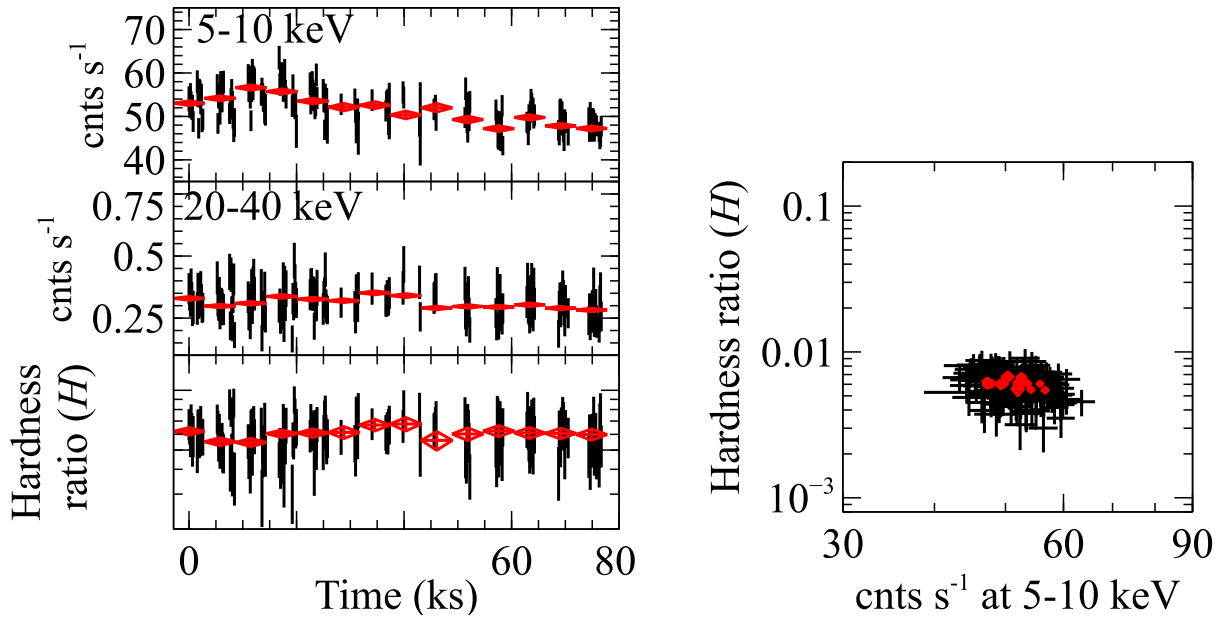 5-10 keV
cnts s⁻¹
70
60
50
40
20-40 keV
cnts s⁻¹
0.75
0.5
0.25
Hardness
ratio (H)
0
60
80
Time (ks)
Hardness ratio (H)
0.1
0.01
10⁻³
30
60
90
cnts s⁻¹ at 5-10 keV